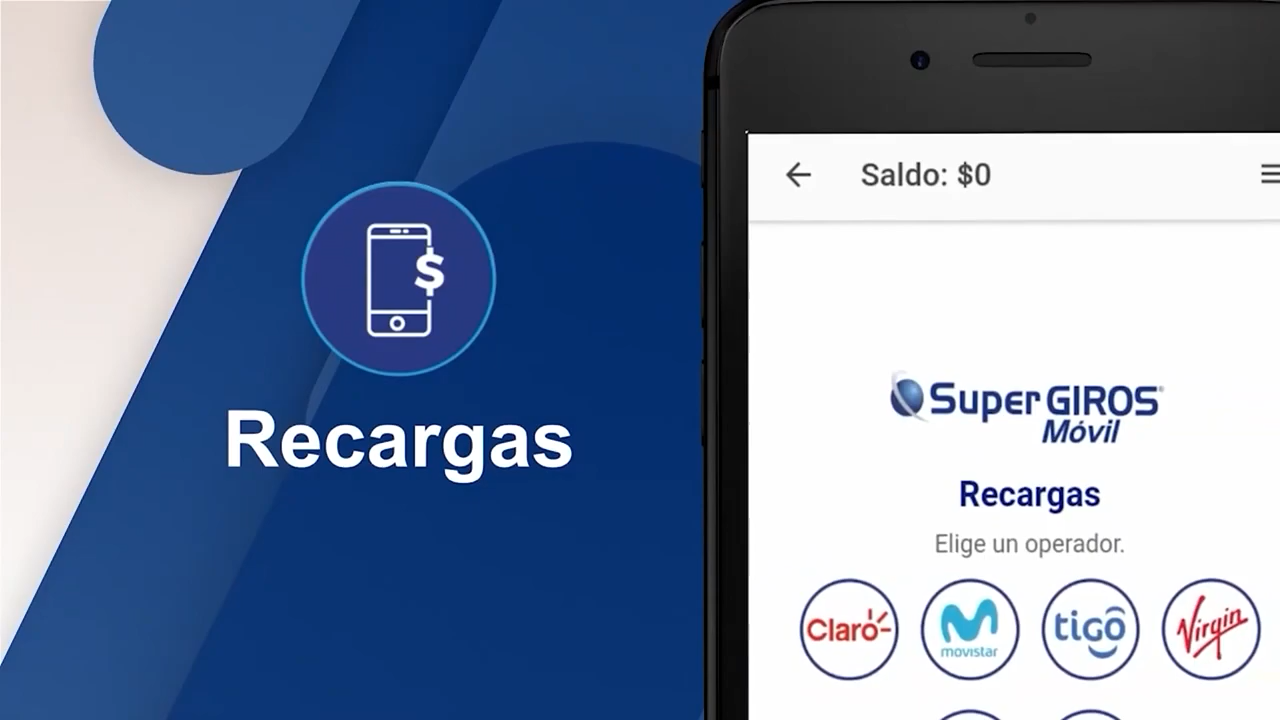 $
Recargas
Saldo: $0
SuperGIROS®
Móvil
Recargas
Elige un operador.
Claro
movistar
tigo
Virgin